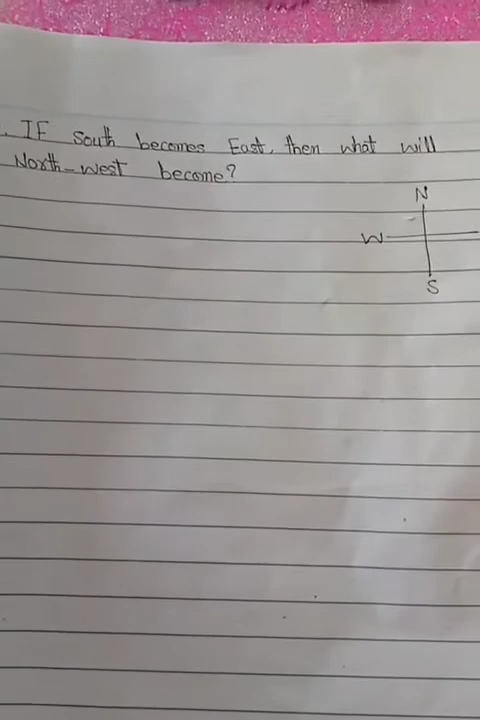 . IF South becomes East, then what will
North-west become?
N
W
S